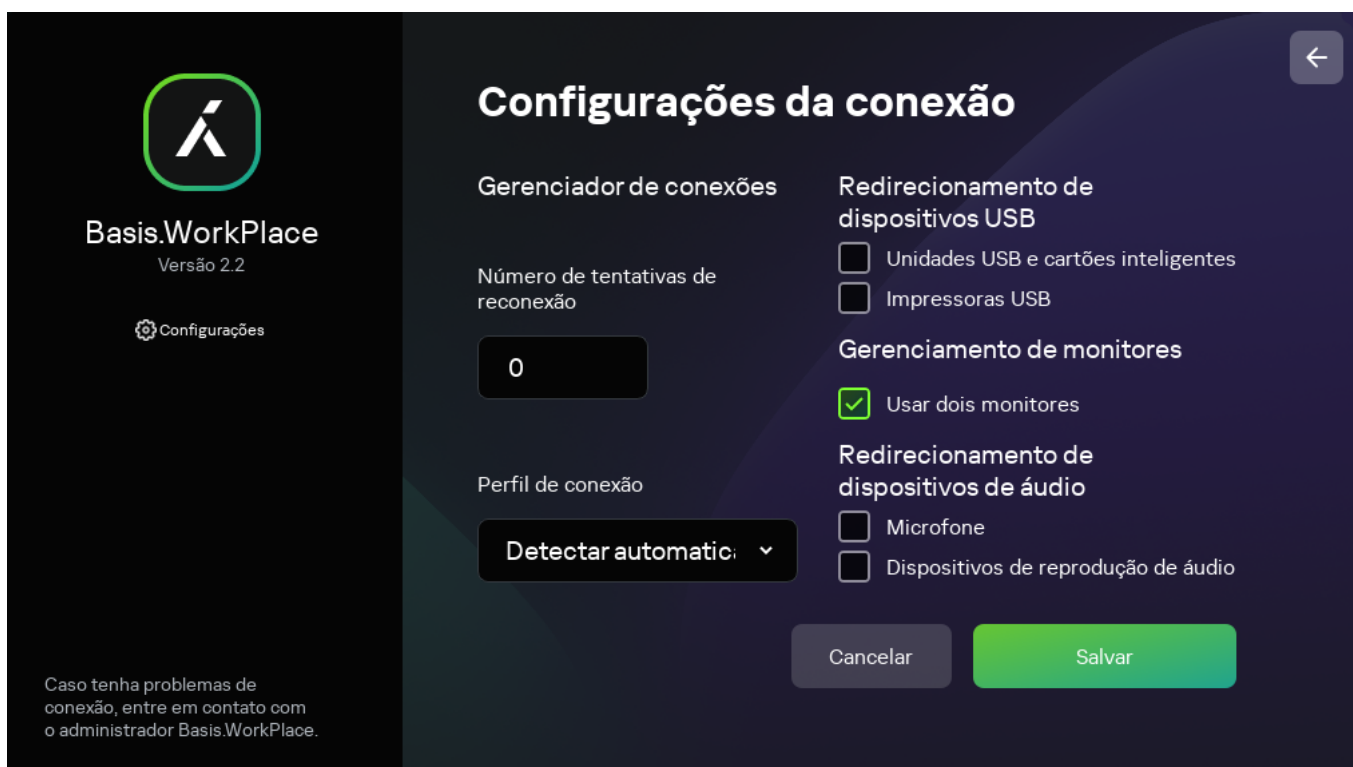 Basis.WorkPlace
Versão 2.2
Configurações
Caso tenha problemas de
conexão, entre em contato com
o administrador Basis.WorkPlace.
Configurações da conexão
Gerenciador de conexões
Número de tentativas de
reconexão
0
Perfil de conexão
Detectar
Redirecionamento de
dispositivos USB
Unidades USB e cartões inteligentes
Impressoras USB
Gerenciamento de monitores
Usar dois monitores
Redirecionamento de
dispositivos de áudio
Microfone
Dispositivos de reprodução de áudio
Cancelar
Salvar